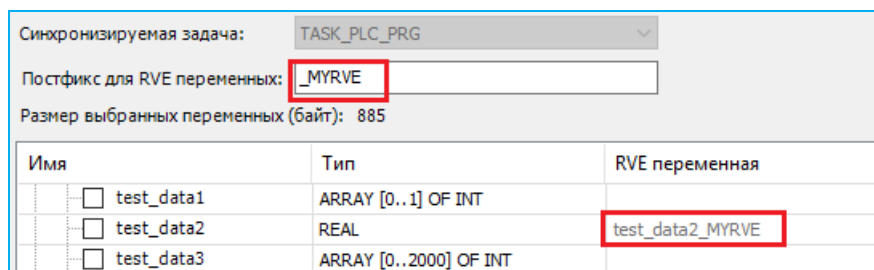 Синхронизируемая задача: TASK_PLC_PRG
Постфикс для RVE переменных: _MYRVE
Размер выбранных переменных (байт): 885
Имя Тип RVE переменная
test_data1 ARRAY [0..1] OF INT
test_data2 REAL test_data2_MYRVE
test_data3 ARRAY [0..2000] OF INT